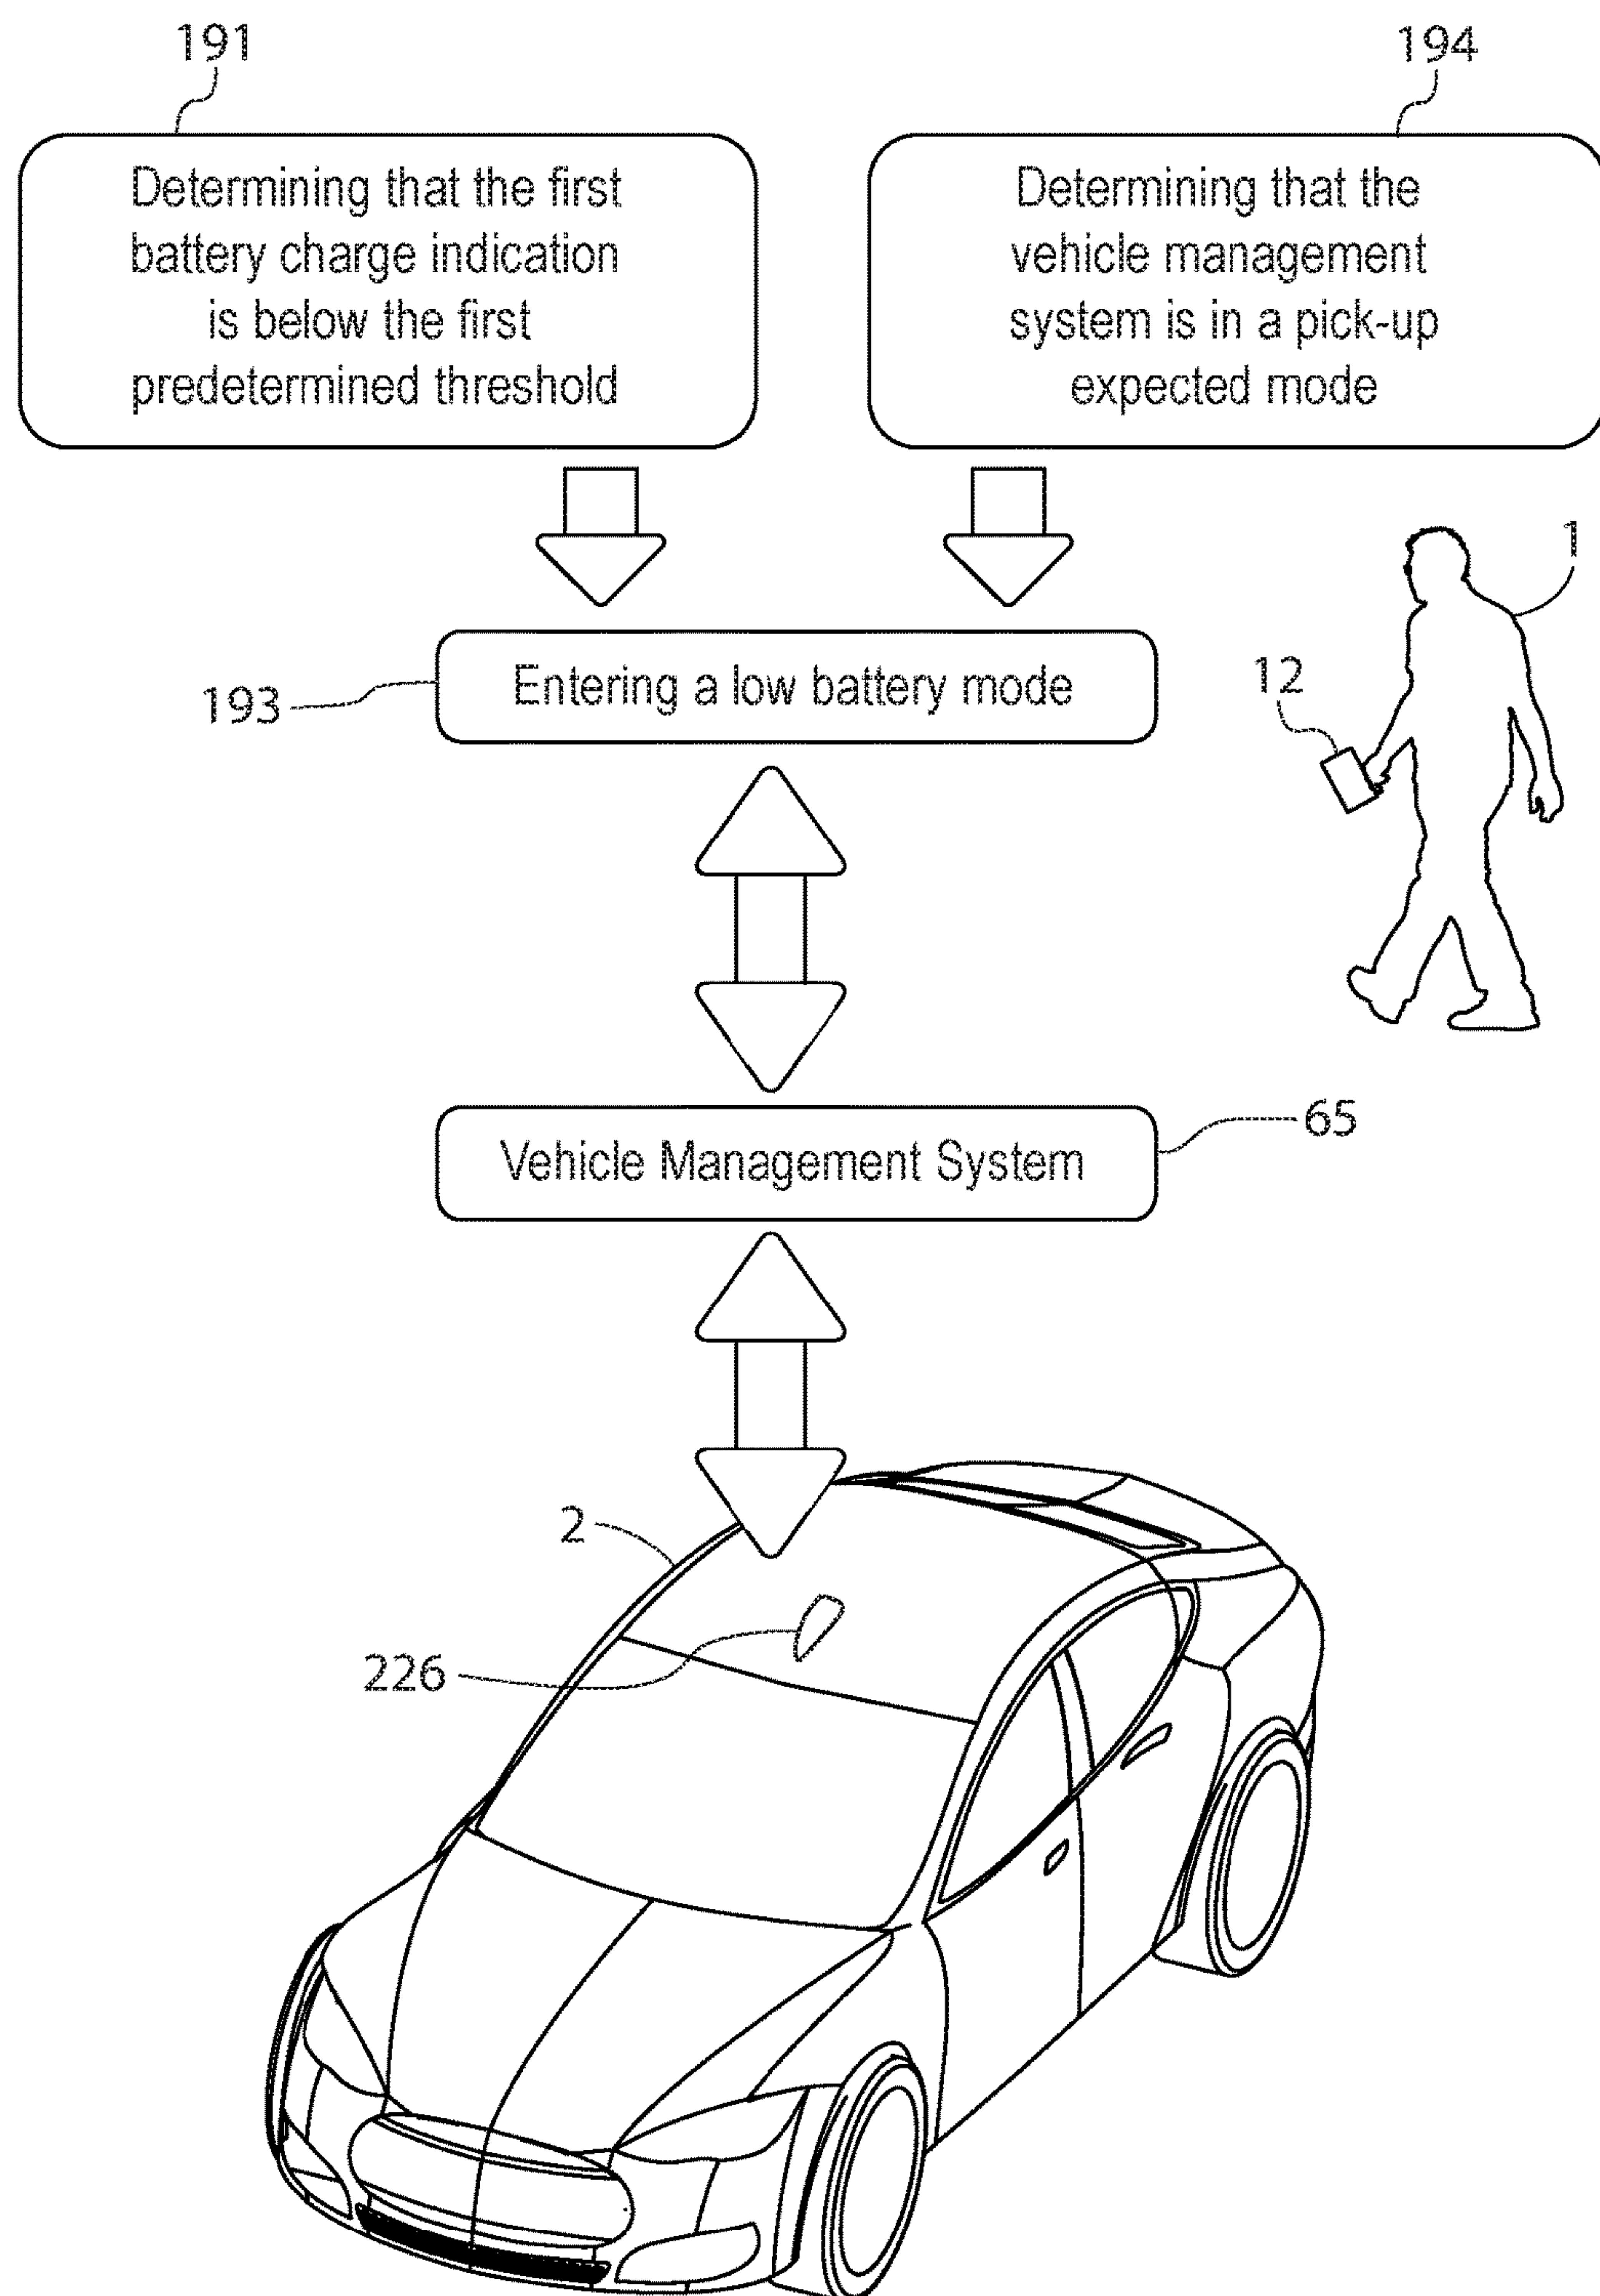 191
194
Determining that the first
battery charge indication
is below the first
predetermined threshold
Determining that the
vehicle management
system is in a pick-up
expected mode
1
12
193
Entering a low battery mode
65
Vehicle Management System
2
226